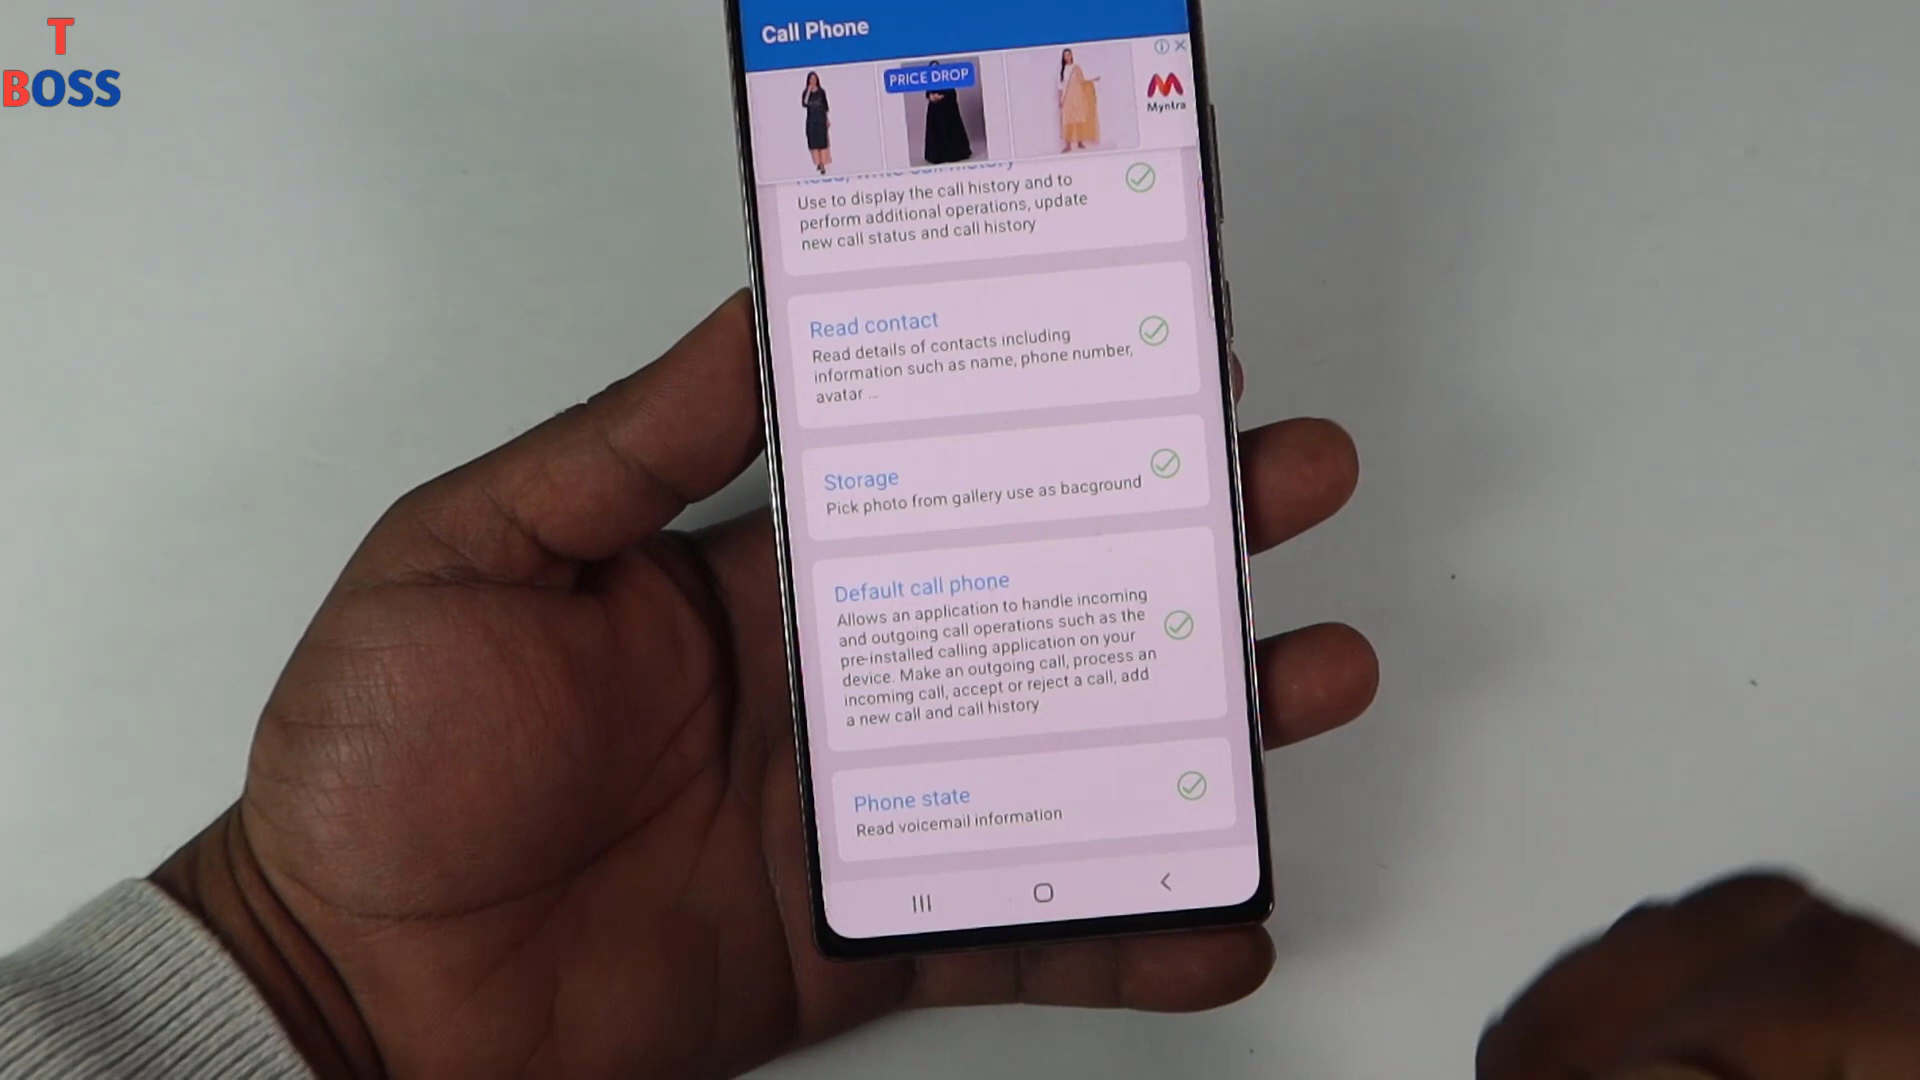 T
BOSS
Call Phone
PRICE DROP
Myntra
Read, write call history
Use to display the call history and to
perform additional operations, update
new call status and call history
Read contact
Read details of contacts including
information such as name, phone number,
avatar ...
Storage
Pick photo from gallery use as bacground
Default call phone
Allows an application to handle incoming
and outgoing call operations such as the
pre-installed calling application on your
device. Make an outgoing call, process an
incoming call, accept or reject a call, add
a new call and call history
Phone state
Read voicemail information